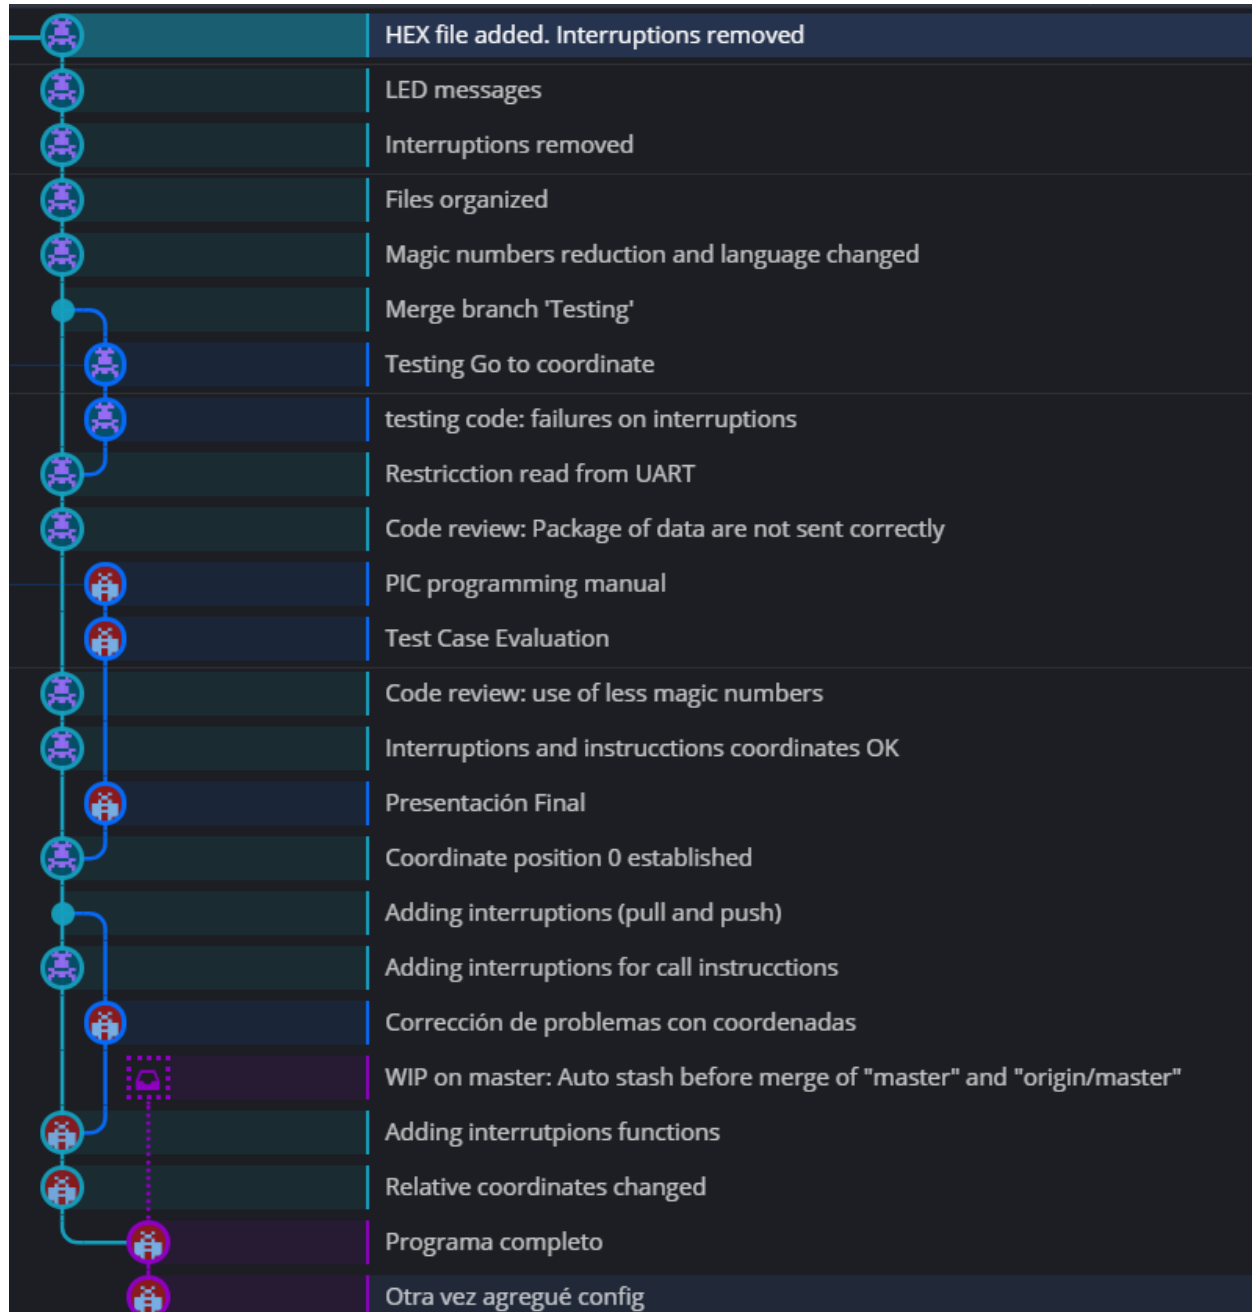 HEX file added. Interruptions removed
LED messages
Interruptions removed
Files organized
Magic numbers reduction and language changed
Merge branch 'Testing'
Testing Go to coordinate
testing code: failures on interruptions
Restricction read from UART
Code review: Package of data are not sent correctly
PIC programming manual
Test Case Evaluation
Code review: use of less magic numbers
Interruptions and instrucctions coordinates OK
Presentación Final
Coordinate position 0 established
Adding interruptions (pull and push)
Adding interruptions for call instrucctions
Corrección de problemas con coordenadas
WIP on master: Auto stash before merge of "master" and "origin/master"
Adding interrutpions functions
Relative coordinates changed
Programa completo
Otra vez agregué config